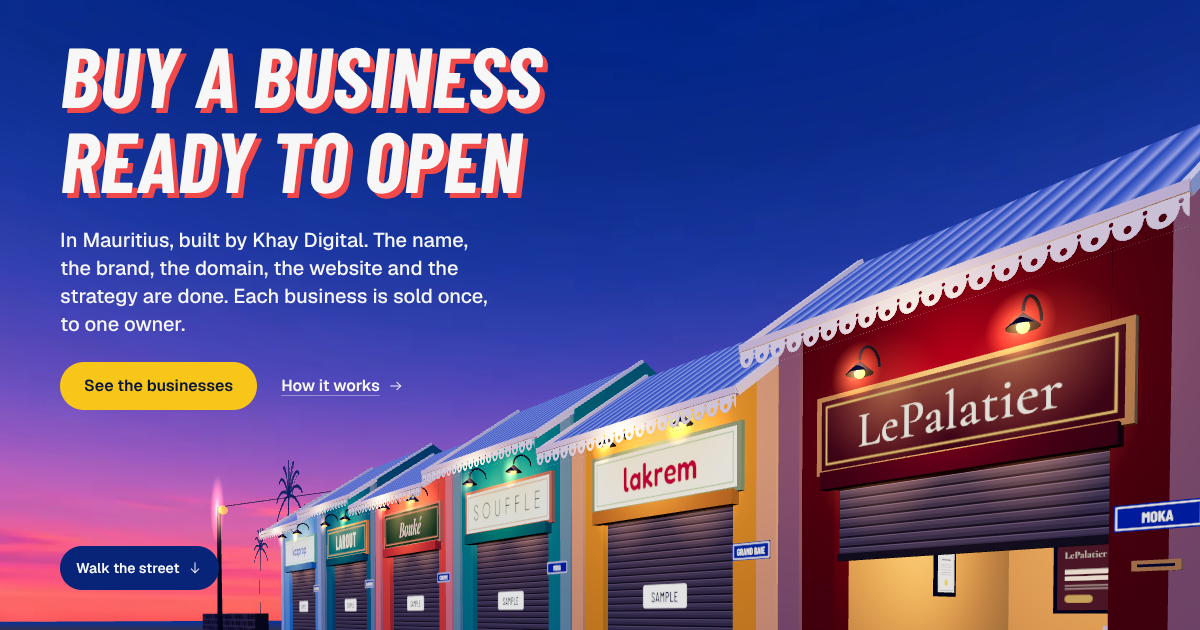 BUY A BUSINESS
READY TO OPEN
In Mauritius, built by Khay Digital. The name,
the brand, the domain, the website and the
strategy are done. Each business is sold once,
to one owner.
See the businesses
How it works →
Walk the street ↓
LAROUT
Bouké
SOUFFLE
lakrem
LePalatier
GRAND BAIE
MOKA
SAMPLE
SAMPLE
SAMPLE
SAMPLE
LePalatier